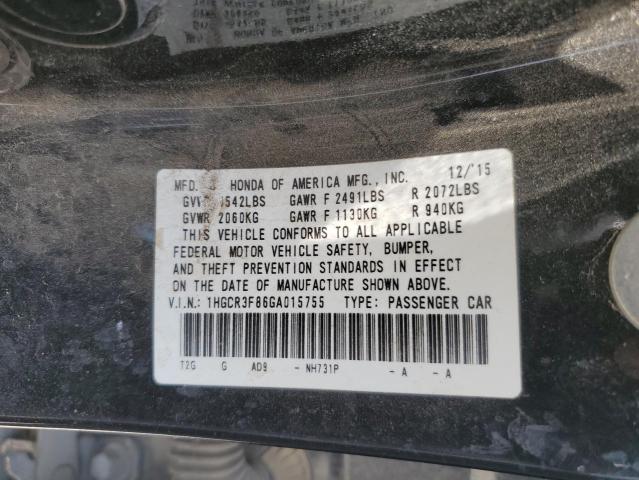 MFD. HONDA OF AMERICA MFG., INC. 12/'15
542LBS GAWR F 2491LBS R 2072LBS
GVWR 2060KG GAWR F 1130KG R 940KG
THIS VEHICLE CONFORMS TO ALL APPLICABLE
FEDERAL MOTOR VEHICLE SAFETY, BUMPER,
AND THEFT PREVENTION STANDARDS IN EFFECT
ON THE DATE OF MANUFACTURE SHOWN ABOVE.
V.I.N.: 1HGCR3F86GA015755 TYPE: PASSENGER CAR
T2G G AD9 - NH731P - A - A